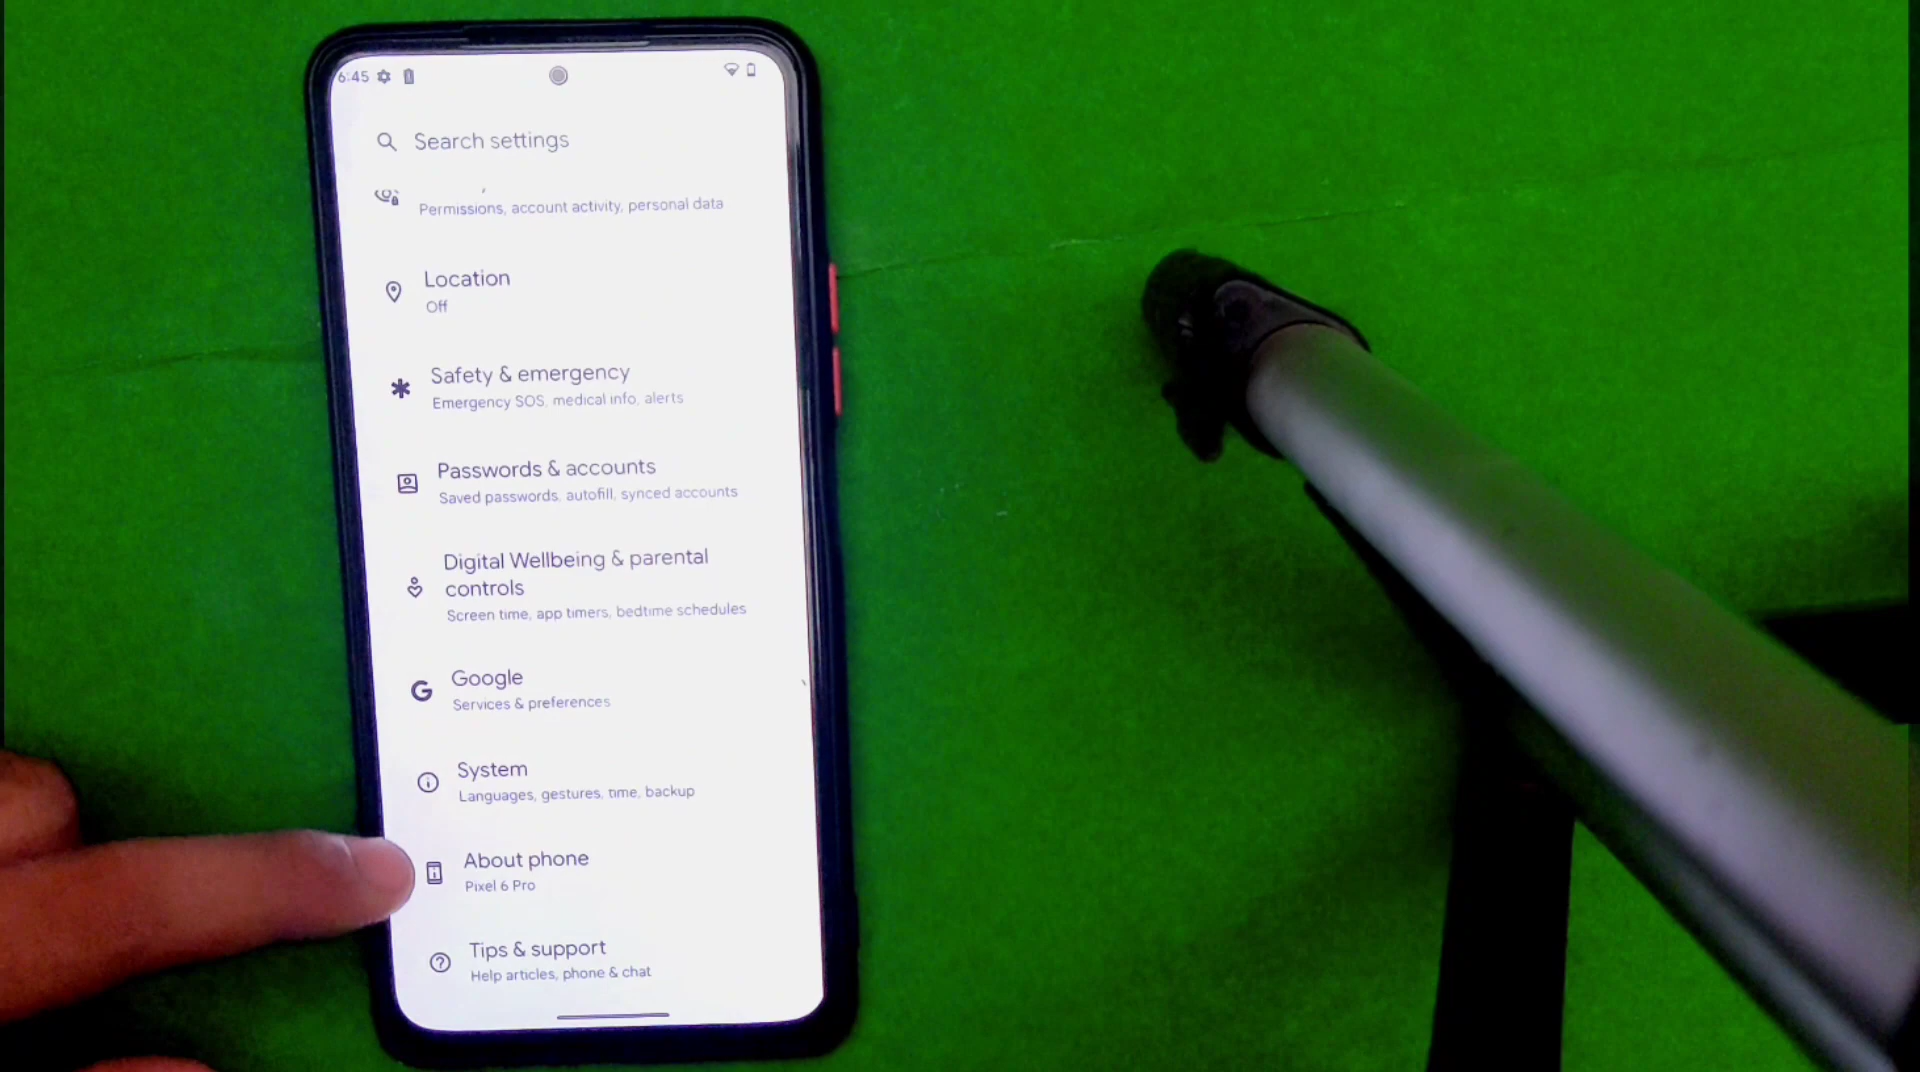 6:45
Search settings
Permissions, account activity, personal data
Location
Off
Safety & emergency
Emergency SOS, medical info, alerts
Passwords & accounts
Saved passwords, autofill, synced accounts
Digital Wellbeing & parental
controls
Screen time, app timers, bedtime schedules
Google
Services & preferences
System
Languages, gestures, time, backup
About phone
Pixel 6 Pro
Tips & support
Help articles, phone & chat